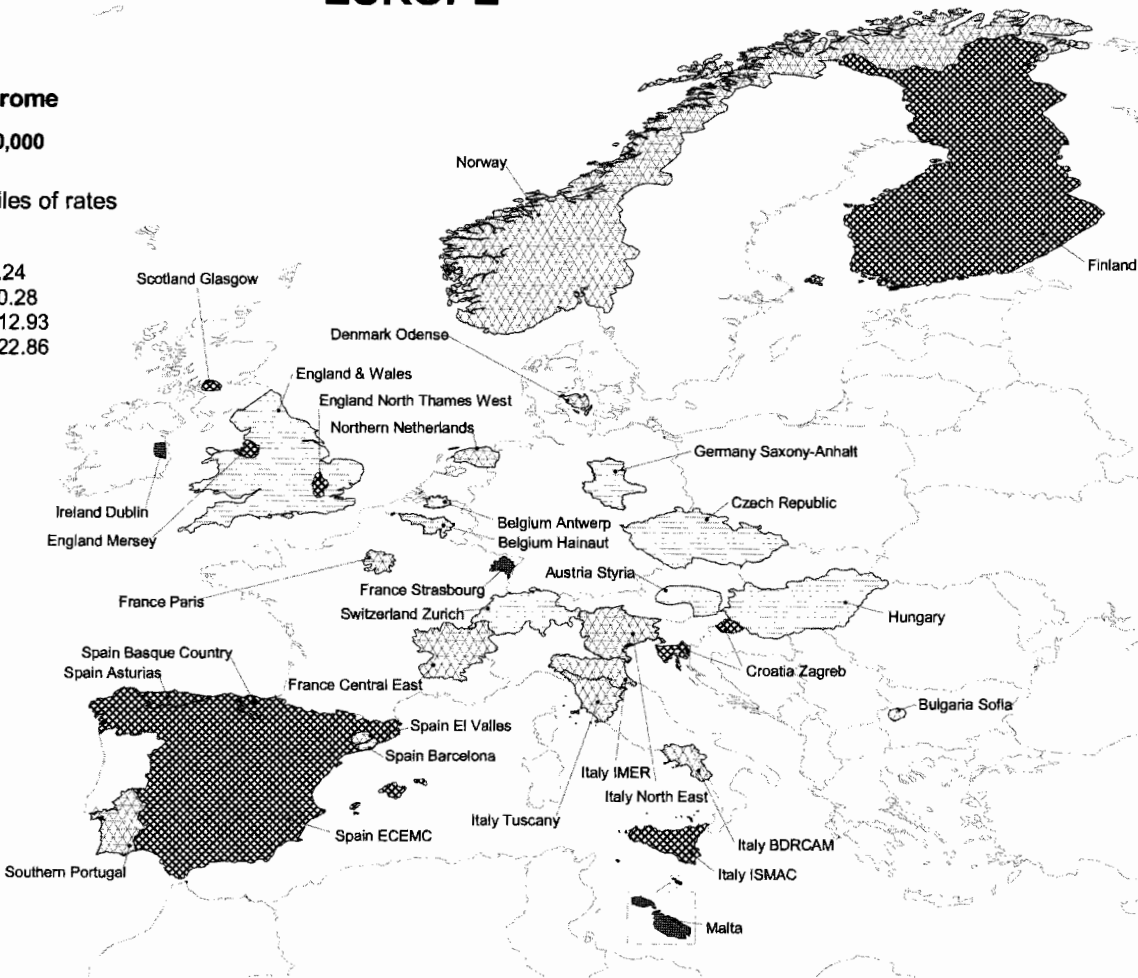 rome
0,000
iles of rates
.24
0.28
12.93
22.86
Norway
Finland
Scotland Glasgow
Denmark Odense
England & Wales
England North Thames West
Northern Netherlands
Germany Saxony-Anhalt
Czech Republic
Ireland Dublin
Belgium Antwerp
England Mersey
Belgium Hainaut
Austria Styria
France Strasbourg
France Paris
Switzerland Zurich
Hungary
Spain Basque Country
Spain Asturias
Croatia Zagreb
France Central East
Bulgaria Sofia
Spain El Valles
Spain Barcelona
Italy IMER
Italy North East
Italy Tuscany
Spain ECEMC
Italy BDRCAM
Southern Portugal
Italy ISMAC
Malta